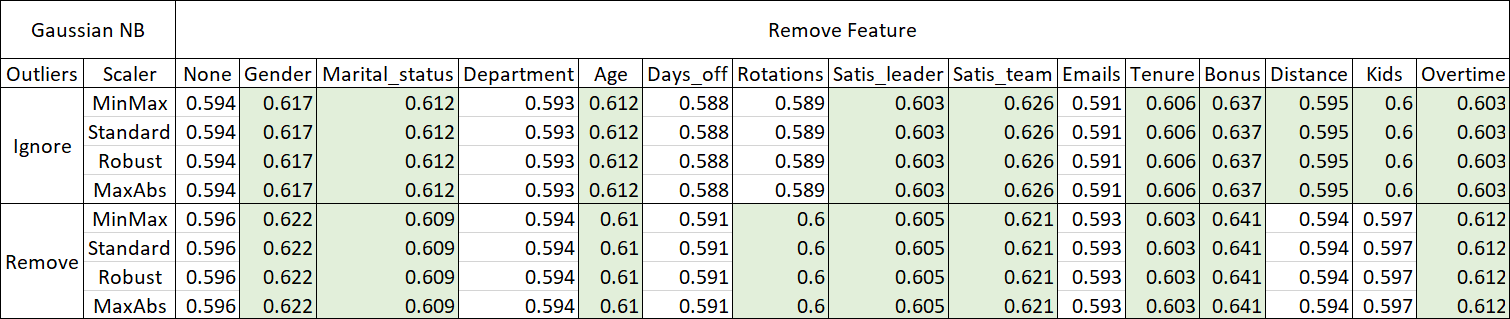 Gaussian NB Remove Feature
Outliers Scaler None Gender Marital_status Department Age Days_off Rotations Satis_leader Satis_team Emails Tenure Bonus Distance Kids Overtime
Ignore MinMax 0.594 0.617 0.612 0.593 0.612 0.588 0.589 0.603 0.626 0.591 0.606 0.637 0.595 0.6 0.603
Standard 0.594 0.617 0.612 0.593 0.612 0.588 0.589 0.603 0.626 0.591 0.606 0.637 0.595 0.6 0.603
Robust 0.594 0.617 0.612 0.593 0.612 0.588 0.589 0.603 0.626 0.591 0.606 0.637 0.595 0.6 0.603
MaxAbs 0.594 0.617 0.612 0.593 0.612 0.588 0.589 0.603 0.626 0.591 0.606 0.637 0.595 0.6 0.603
Remove MinMax 0.596 0.622 0.609 0.594 0.61 0.591 0.6 0.605 0.621 0.593 0.603 0.641 0.594 0.597 0.612
Standard 0.596 0.622 0.609 0.594 0.61 0.591 0.6 0.605 0.621 0.593 0.603 0.641 0.594 0.597 0.612
Robust 0.596 0.622 0.609 0.594 0.61 0.591 0.6 0.605 0.621 0.593 0.603 0.641 0.594 0.597 0.612
MaxAbs 0.596 0.622 0.609 0.594 0.61 0.591 0.6 0.605 0.621 0.593 0.603 0.641 0.594 0.597 0.612